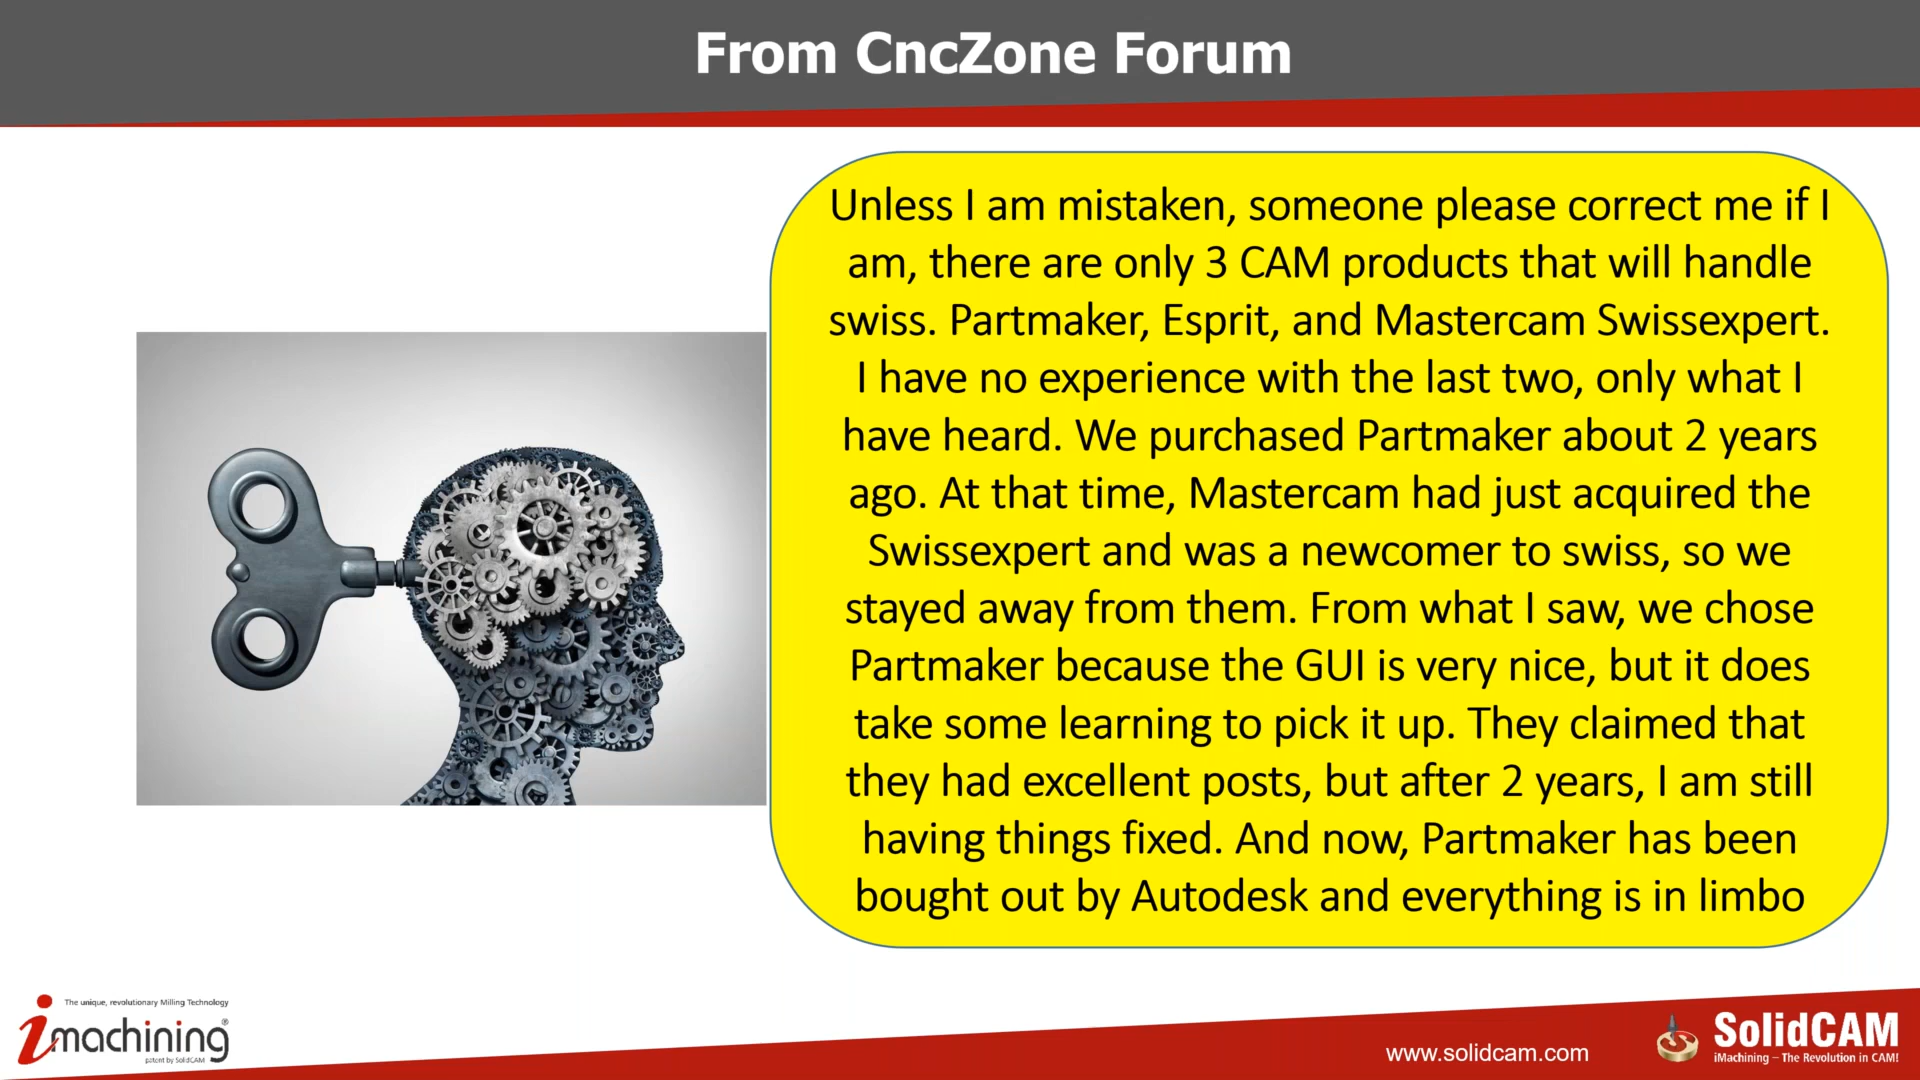 From CncZone Forum
Unless I am mistaken, someone please correct me if I
am, there are only 3 CAM products that will handle
swiss. Partmaker, Esprit, and Mastercam Swissexpert.
I have no experience with the last two, only what I
have heard. We purchased Partmaker about 2 years
ago. At that time, Mastercam had just acquired the
Swissexpert and was a newcomer to swiss, so we
stayed away from them. From what I saw, we chose
Partmaker because the GUI is very nice, but it does
take some learning to pick it up. They claimed that
they had excellent posts, but after 2 years, I am still
having things fixed. And now, Partmaker has been
bought out by Autodesk and everything is in limbo
The unique, revolutionary Milling Technology
imachining®
patent by SolidCAM
www.solidcam.com
SolidCAM
iMachining – The Revolution in CAM!